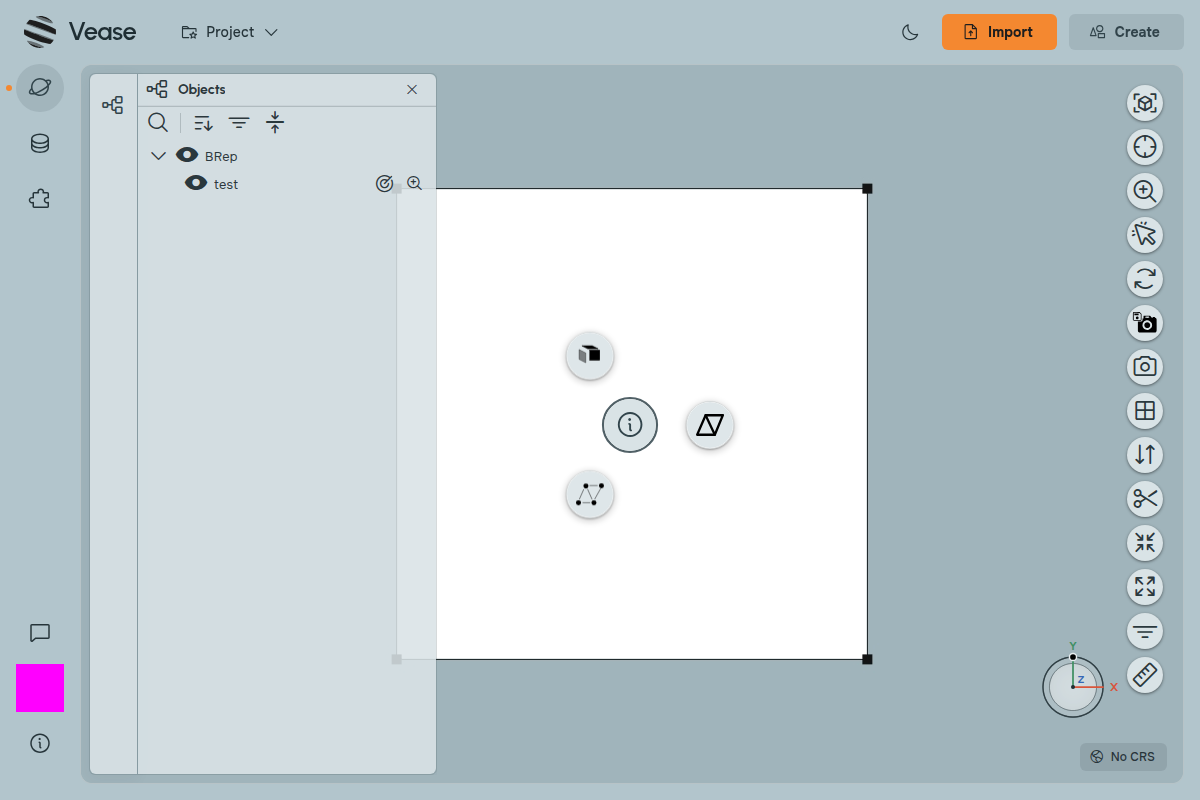 Vease
Project
Import
Create
Objects
BRep
test
Y
Z
X
No CRS